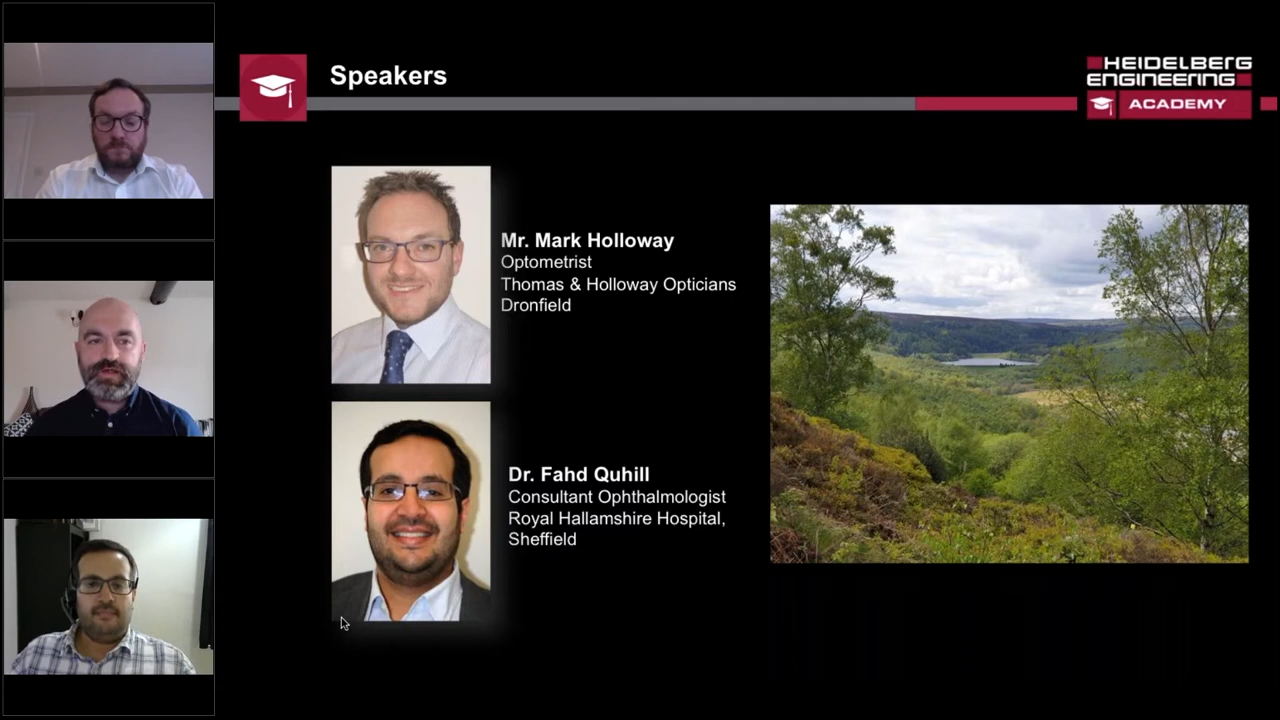 Speakers
HEIDELBERG
ENGINEERING
ACADEMY
Mr. Mark Holloway
Optometrist
Thomas & Holloway Opticians
Dronfield
Dr. Fahd Quhill
Consultant Ophthalmologist
Royal Hallamshire Hospital,
Sheffield